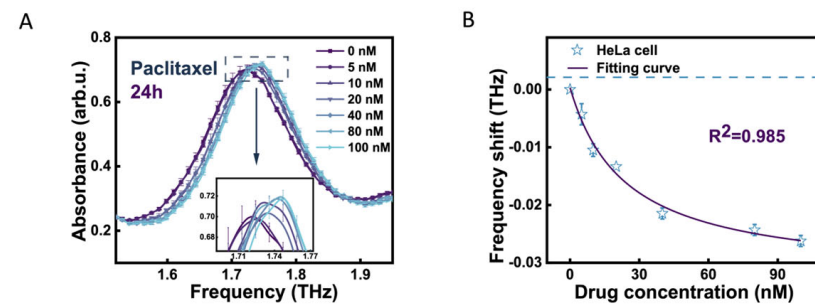 A
Absorbance (arb.u.)
0.8
0.6
0.4
0.2
Paclitaxel
24h
0 nM
5 nM
10 nM
20 nM
40 nM
80 nM
100 nM
0.72
0.70
0.68
1.71
1.74
1.77
1.6
1.7
1.8
1.9
Frequency (THz)
B
Frequency shift (THz)
0.00
-0.01
-0.02
-0.03
HeLa cell
Fitting curve
R²=0.985
0
30
60
90
Drug concentration (nM)